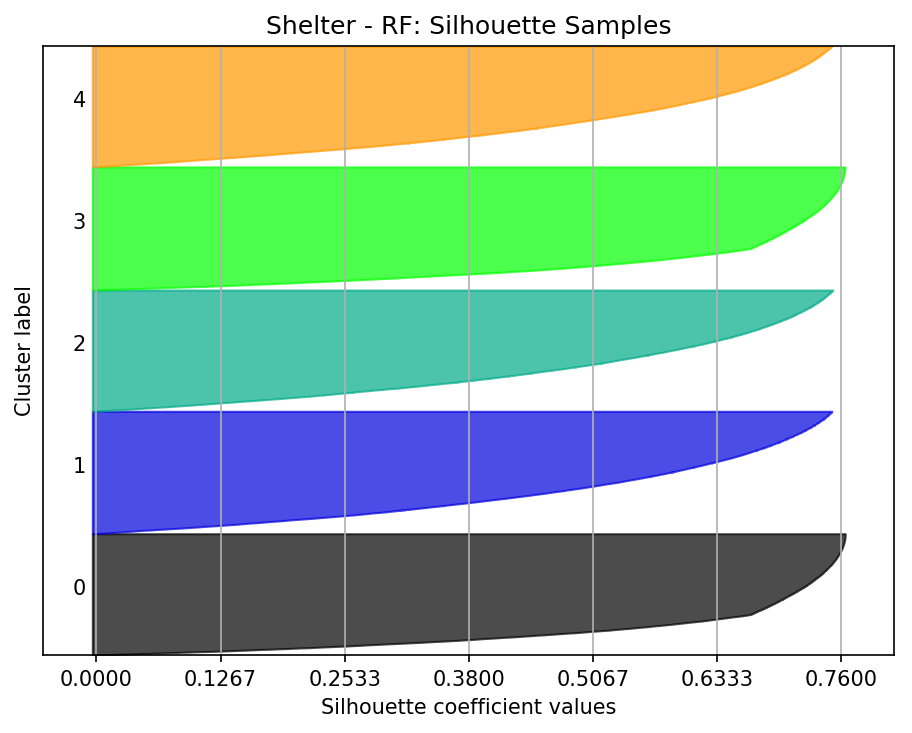 Shelter - RF: Silhouette Samples
Cluster label
4
3
2
1
0
0.0000 0.1267 0.2533 0.3800 0.5067 0.6333 0.7600
Silhouette coefficient values